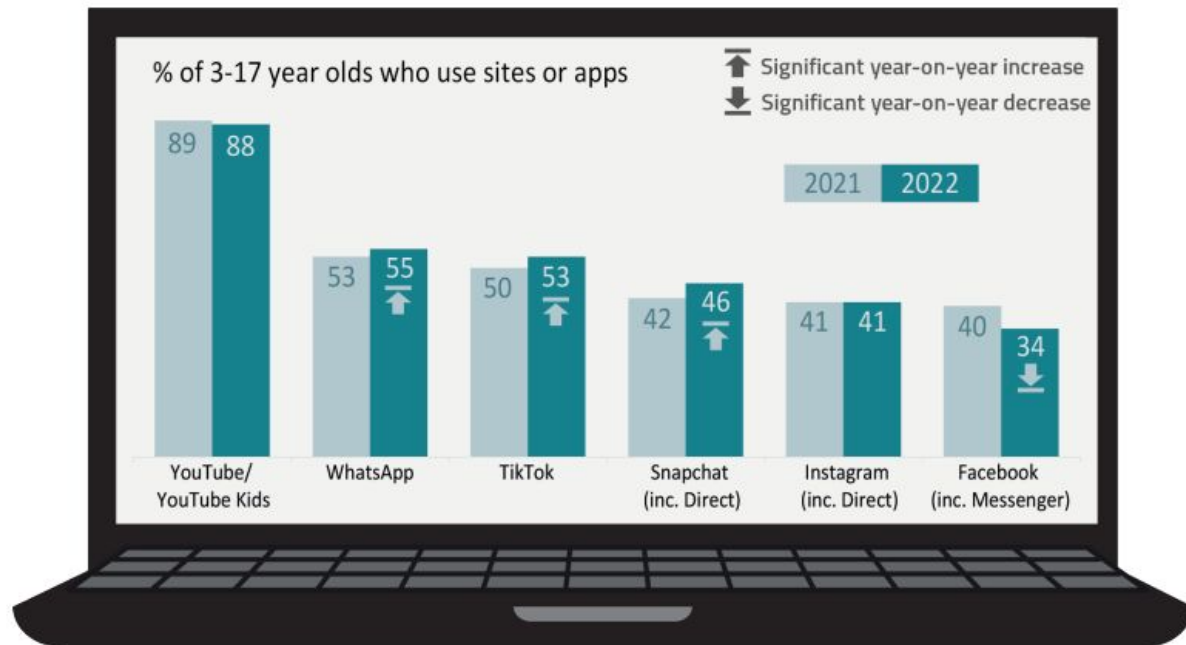 % of 3-17 year olds who use sites or apps
Significant year-on-year increase
Significant year-on-year decrease
2021 2022
89 88
53 55
50 53
42 46
41 41
40 34
YouTube/
YouTube Kids
WhatsApp
TikTok
Snapchat
(inc. Direct)
Instagram
(inc. Direct)
Facebook
(inc. Messenger)